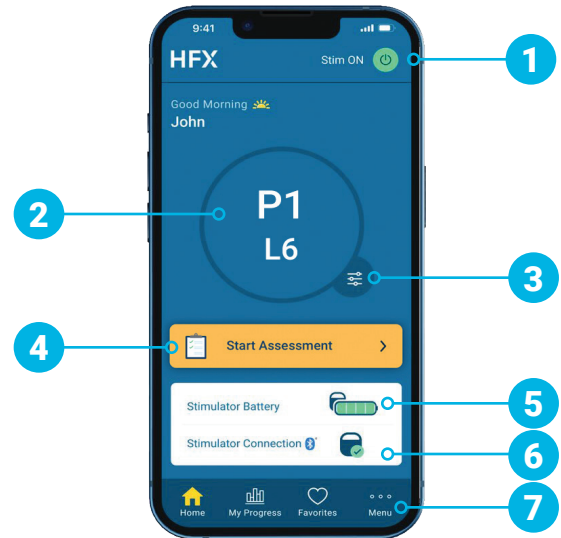 9:41
HFX
Stim ON
1
Good Morning
John
2
P1
L6
3
4
Start Assessment
Stimulator Battery
5
Stimulator Connection
6
Home
My Progress
Favorites
Menu
7